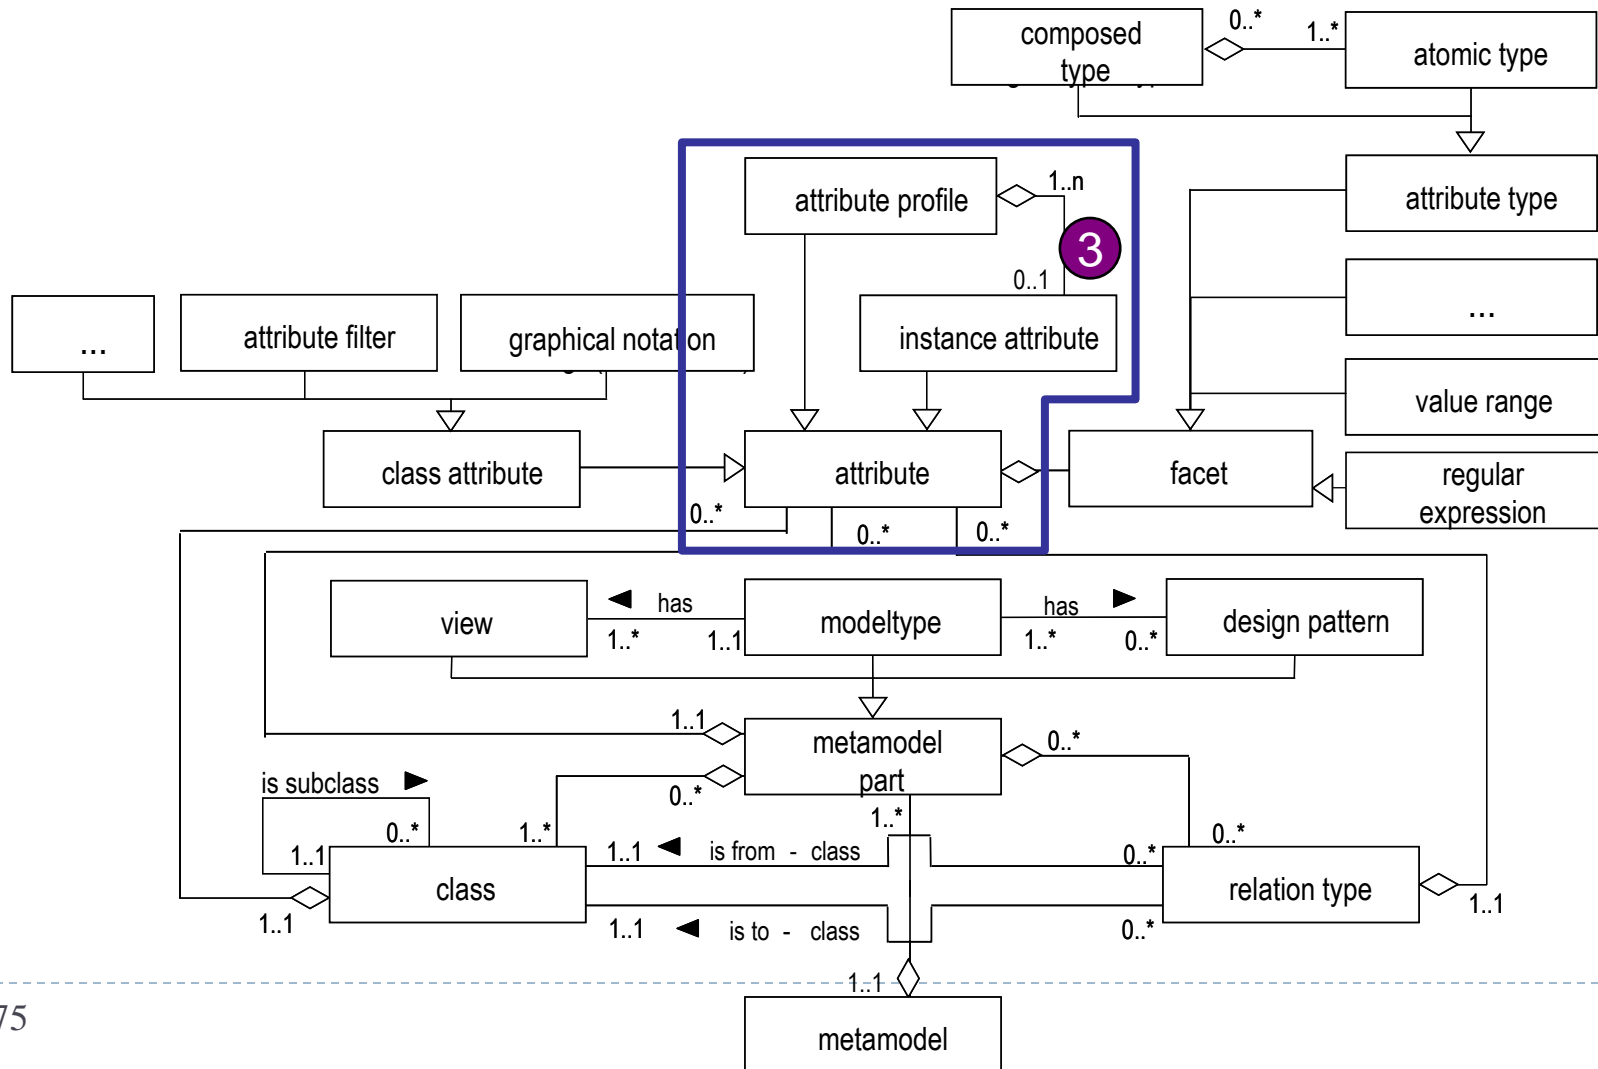 0..*
composed
type
1..*
atomic type
attribute profile
1..n
attribute type
3
0..1
...
attribute filter
graphical notation
instance attribute
...
value range
class attribute
attribute
facet
regular
expression
0..*
0..*
0..*
view
◄ has
1..*
1..1
modeltype
has ►
1..*
0..*
design pattern
1..1
metamodel
part
0..*
is subclass ►
0..*
1..*
0..*
1..*
0..*
1..1
1..1
◄ is from - class
0..*
class
relation type
1..1
1..1
1..1
◄ is to - class
0..*
1..1
75
metamodel